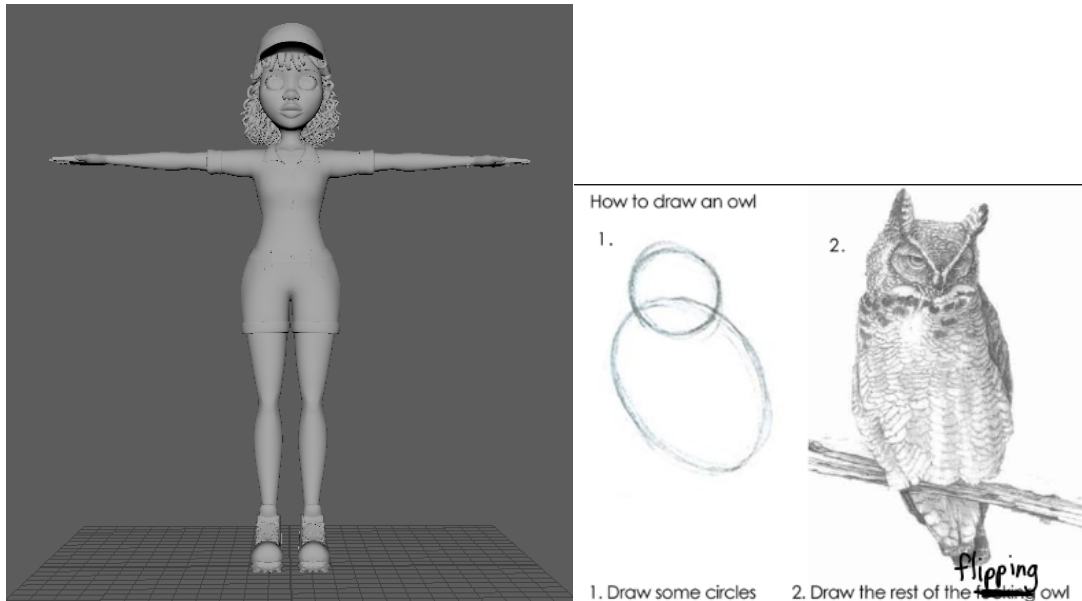 How to draw an owl
1.
2.
1. Draw some circles
flipping
2. Draw the rest of the owl